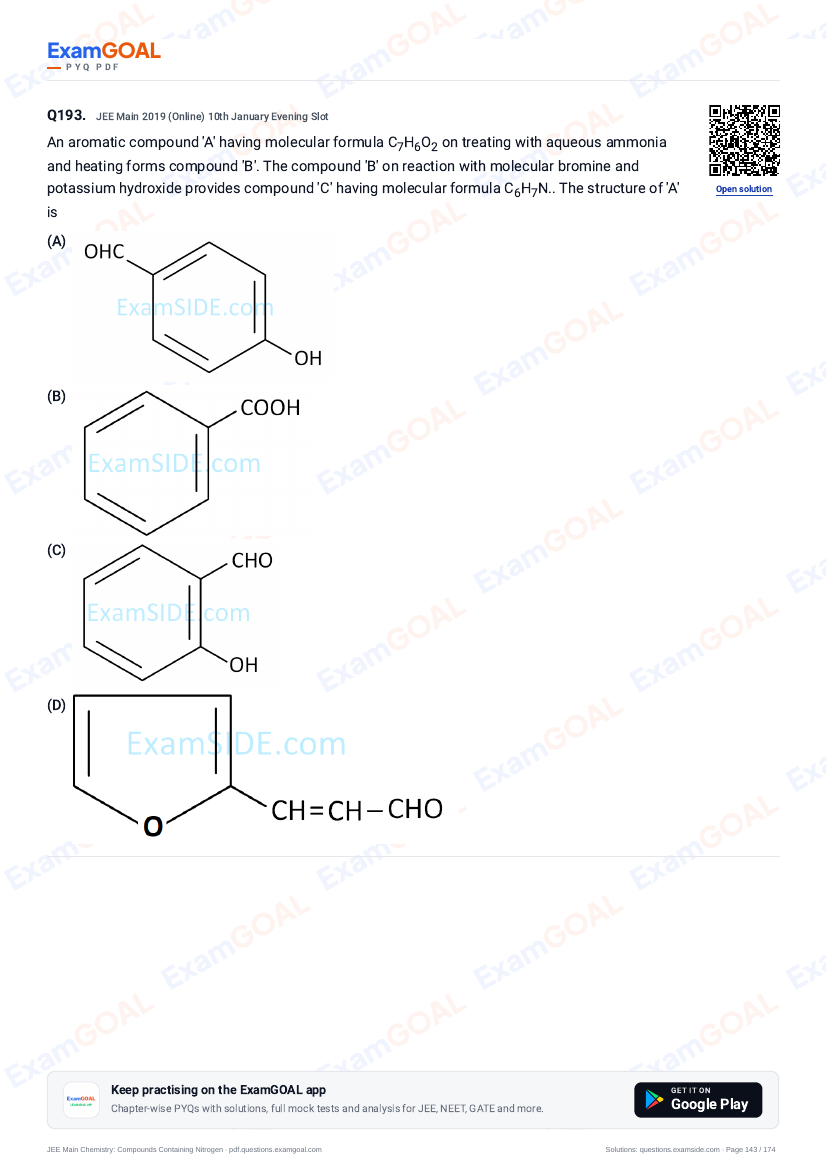 ExamGOAL
PYQ PDF
Q193. JEE Main 2019 (Online) 10th January Evening Slot
An aromatic compound 'A' having molecular formula C7H6O2 on treating with aqueous ammonia
and heating forms compound 'B'. The compound 'B' on reaction with molecular bromine and
potassium hydroxide provides compound 'C' having molecular formula C6H7N.. The structure of 'A'
is
Open solution
(A)
OHC
ExamSIDE.com
OH
(B)
COOH
ExamSIDE.com
(C)
CHO
ExamSIDE.com
OH
(D)
ExamSIDE.com
CH=CH–CHO
O
Keep practising on the ExamGOAL app
Chapter-wise PYQs with solutions, full mock tests and analysis for JEE, NEET, GATE and more.
GET IT ON
Google Play
JEE Main Chemistry: Compounds Containing Nitrogen · pdf.questions.examgoal.com
Solutions: questions.examside.com · Page 143 / 174